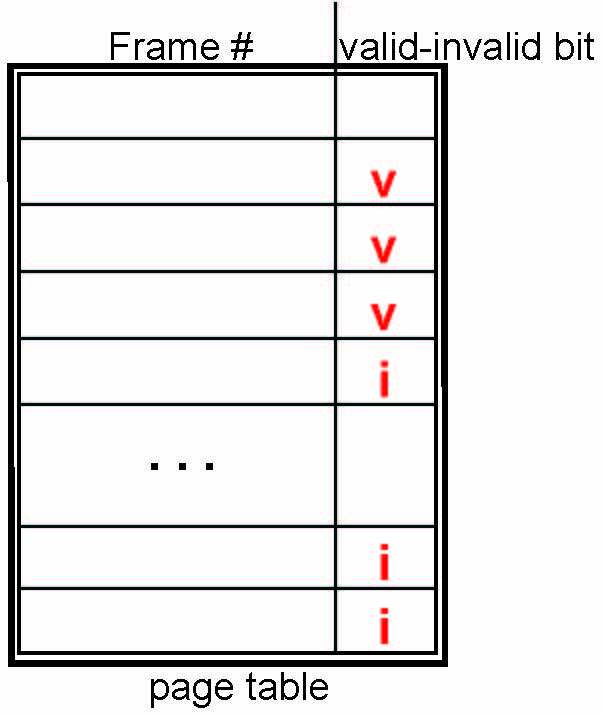 Frame # valid-invalid bit
v
v
v
i
. . .
i
i
page table